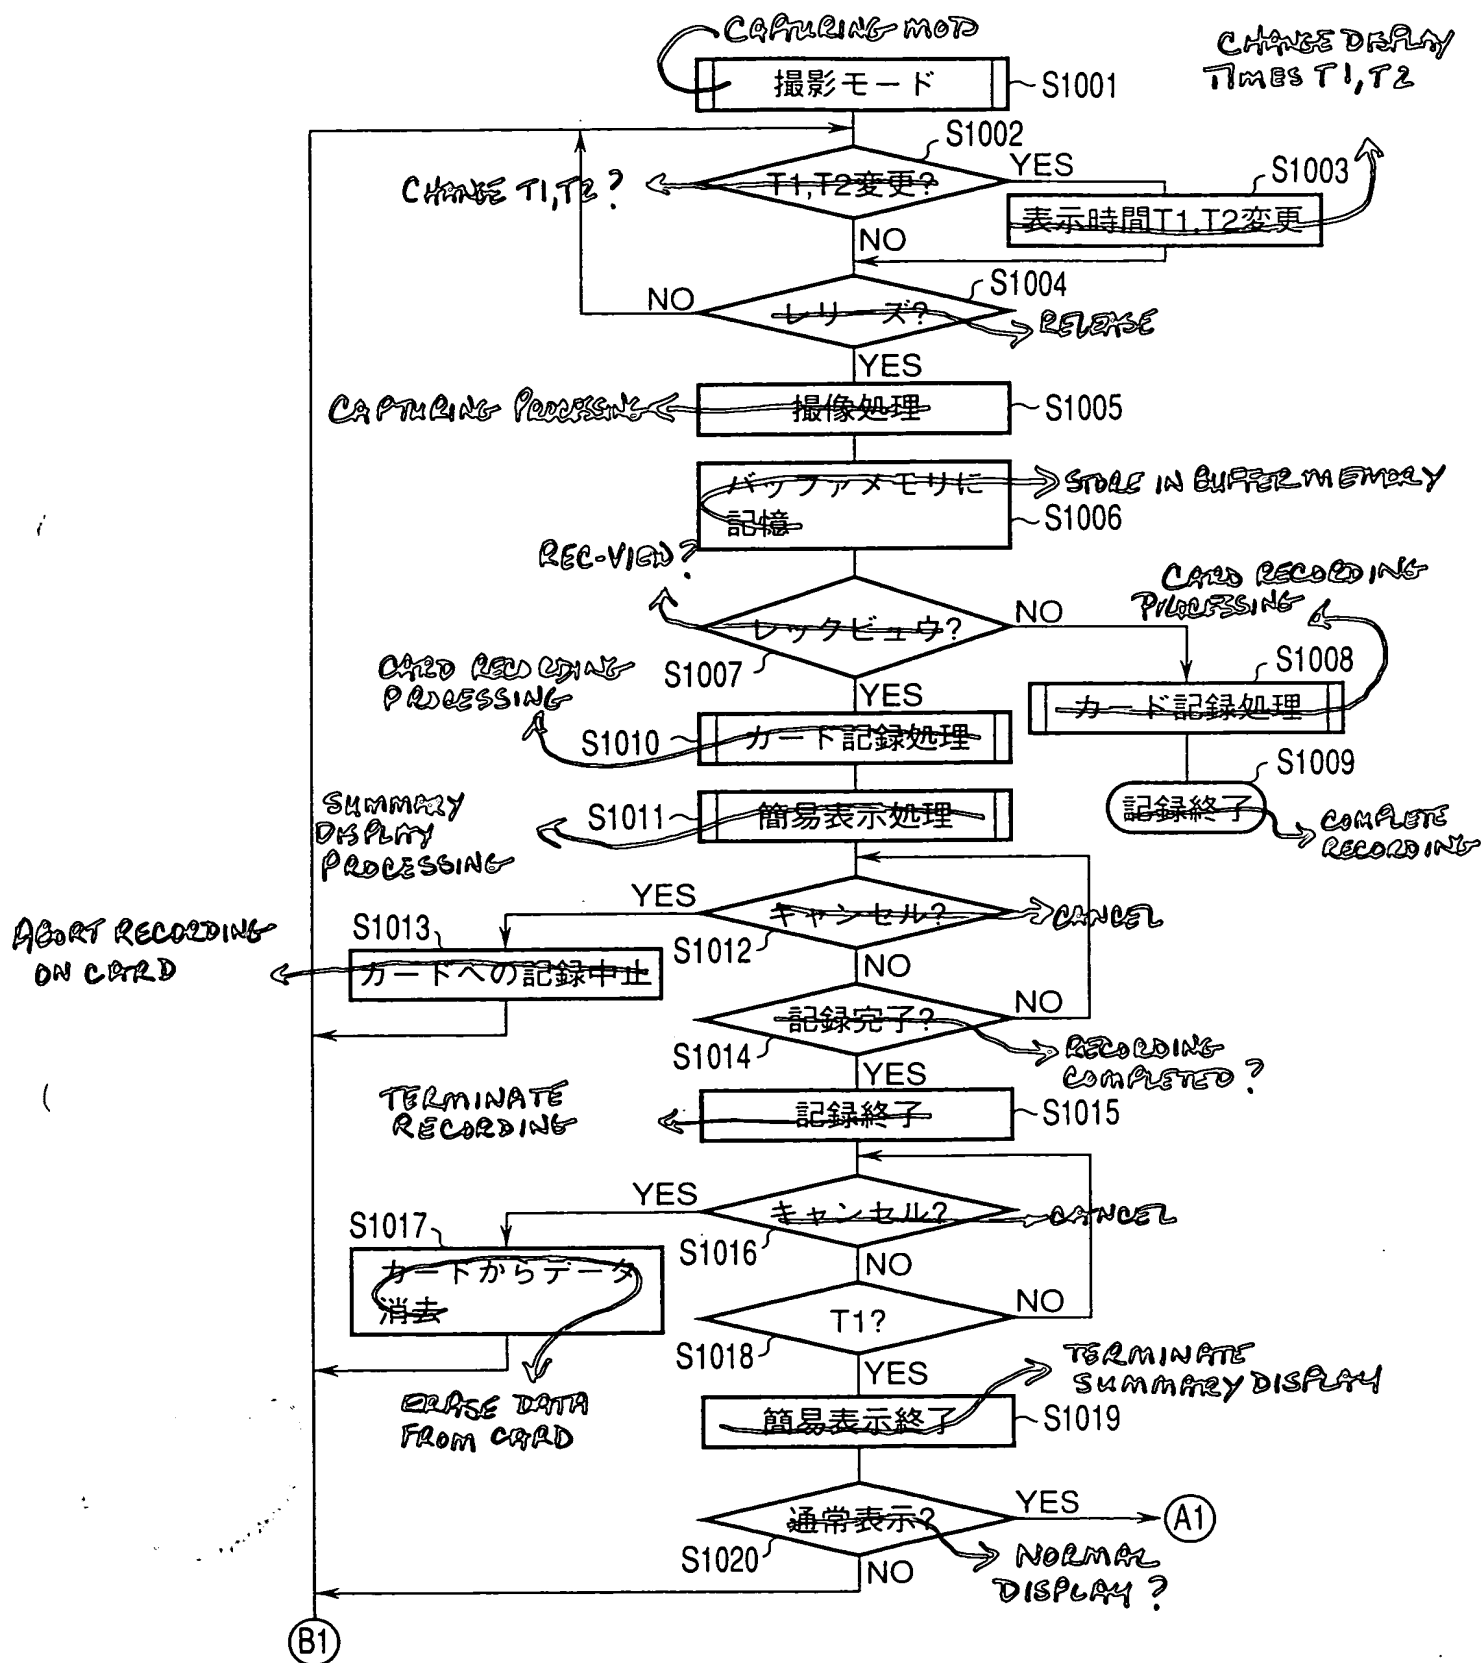 CAPTURING MOD
撮影モード
S1001
CHANGE DISPLAY
TIMES T1, T2
S1002
CHANGE T1, T2?
T1,T2変更?
YES
S1003
表示時間T1,T2変更
NO
S1004
NO
レリーズ?
RELEASE
YES
CAPTURING PROCESSING
撮像処理
S1005
バッファメモリに
記憶
STORE IN BUFFER MEMORY
S1006
REC-VIEW?
レックビュウ?
S1007
NO
CARD RECORDING
PROCESSING
S1008
カード記録処理
YES
CARD RECORDING
PROCESSING
S1010
カード記録処理
S1009
記録終了
COMPLETE
RECORDING
SUMMARY
DISPLAY
PROCESSING
S1011
簡易表示処理
YES
キャンセル?
CANCEL
S1012
ABORT RECORDING
ON CARD
S1013
カードへの記録中止
NO
記録完了?
NO
S1014
RECORDING
COMPLETED?
YES
TERMINATE
RECORDING
記録終了
S1015
YES
キャンセル?
CANCEL
S1016
S1017
カードからデータ
消去
NO
T1?
NO
S1018
YES
ERASE DATA
FROM CARD
TERMINATE
SUMMARY DISPLAY
簡易表示終了
S1019
通常表示?
YES
A1
S1020
NO
NORMAL
DISPLAY?
B1